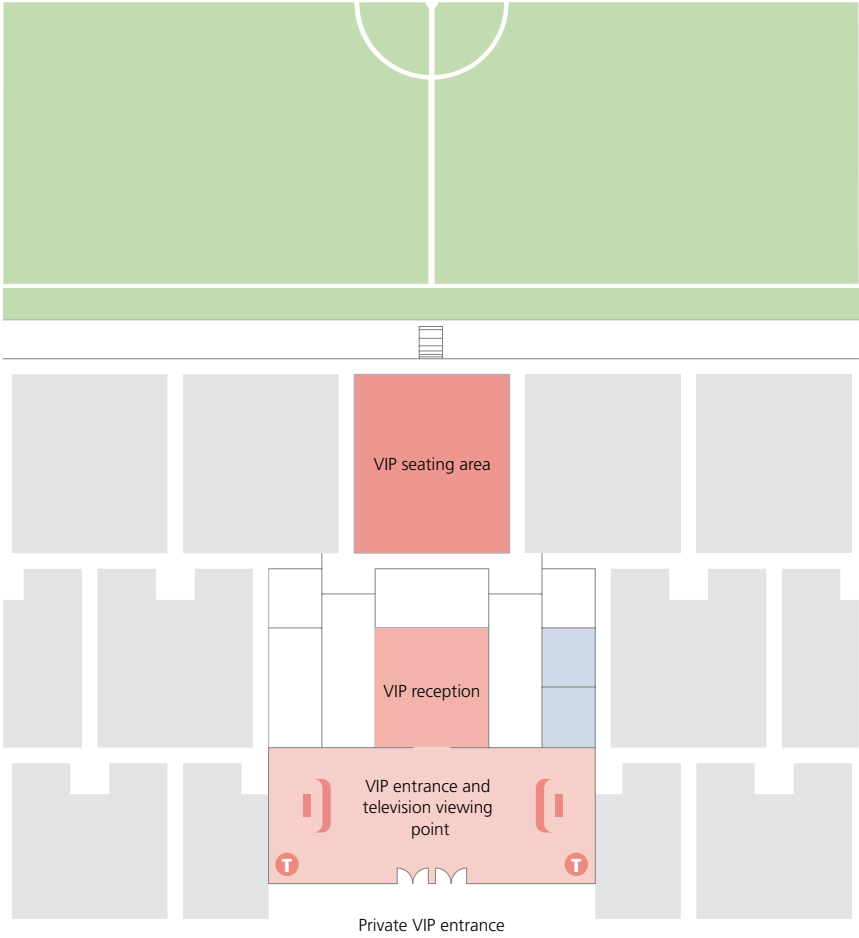 VIP seating area
VIP reception
VIP entrance and
television viewing
point
T
T
Private VIP entrance